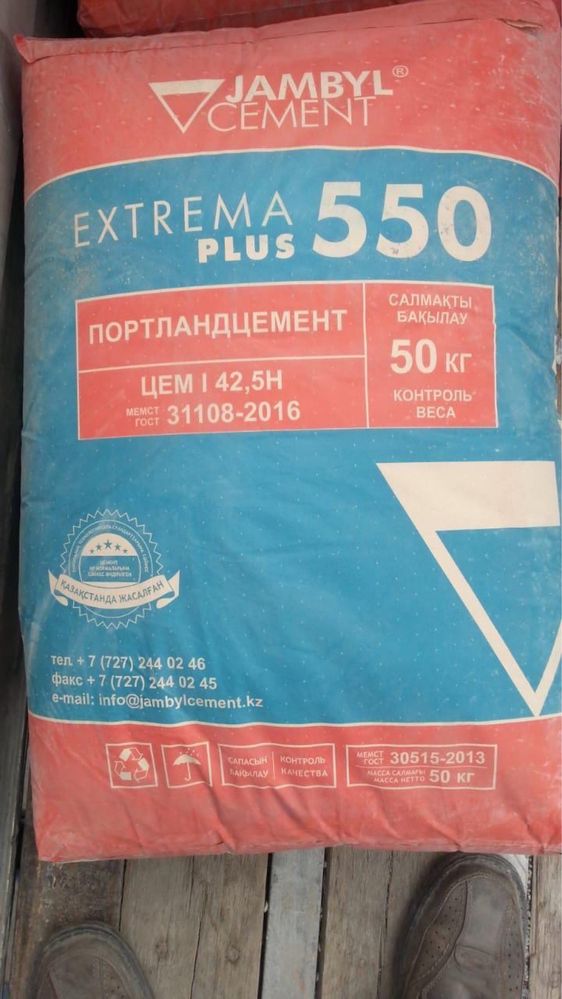 JAMBYL®
CEMENT
EXTREMA
PLUS 550
ПОРТЛАНДЦЕМЕНТ
ЦЕМ I 42,5Н
МЕМСТ
ГОСТ 31108-2016
САЛМАҚТЫ
БАҚЫЛАУ
50 КГ
КОНТРОЛЬ
ВЕСА
ЦЕМЕНТ
ҚАЗАҚСТАНДА ЖАСАЛҒАН
тел. + 7 (727) 244 02 46
факс + 7 (727) 244 02 45
e-mail: info@jambylcement.kz
САПАСЫН
БАҚЫЛАУ
КОНТРОЛЬ
КАЧЕСТВА
МЕМСТ
ГОСТ 30515-2013
МАССА САЛМАҒЫ
МАССА НЕТТО 50 КГ